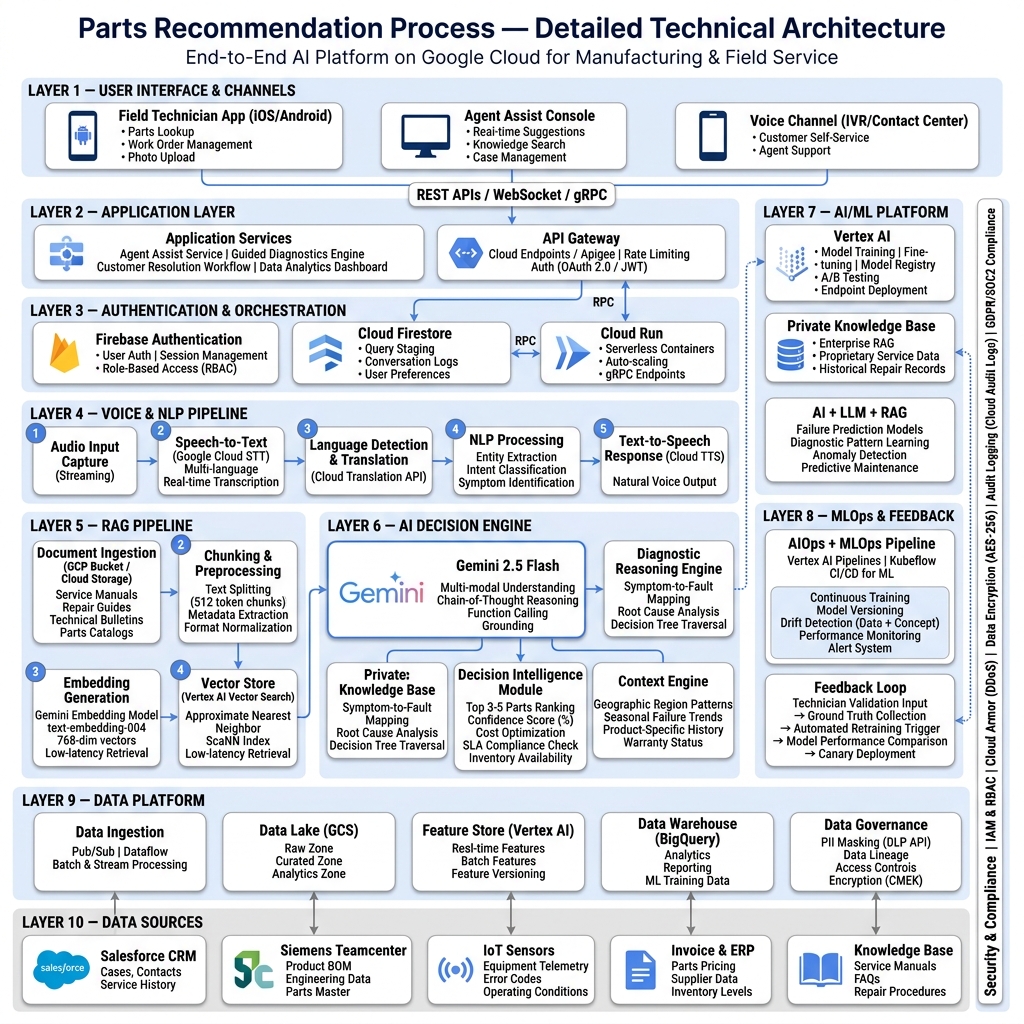 Parts Recommendation Process — Detailed Technical Architecture
End-to-End AI Platform on Google Cloud for Manufacturing & Field Service
LAYER 1 — USER INTERFACE & CHANNELS
Field Technician App (iOS/Android)
• Parts Lookup
• Work Order Management
• Photo Upload
Agent Assist Console
• Real-time Suggestions
• Knowledge Search
• Case Management
Voice Channel (IVR/Contact Center)
• Customer Self-Service
• Agent Support
REST APIs / WebSocket / gRPC
LAYER 2 — APPLICATION LAYER
Application Services
Agent Assist Service | Guided Diagnostics Engine
Customer Resolution Workflow | Data Analytics Dashboard
API Gateway
Cloud Endpoints / Apigee | Rate Limiting
Auth (OAuth 2.0 / JWT)
RPC
LAYER 3 — AUTHENTICATION & ORCHESTRATION
Firebase Authentication
• User Auth | Session Management
• Role-Based Access (RBAC)
Cloud Firestore
• Query Staging
• Conversation Logs
• User Preferences
RPC
Cloud Run
• Serverless Containers
• Auto-scaling
• gRPC Endpoints
LAYER 4 — VOICE & NLP PIPELINE
1
Audio Input
Capture
(Streaming)
2
Speech-to-Text
(Google Cloud STT)
Multi-language
Real-time Transcription
3
Language Detection
& Translation
(Cloud Translation API)
4
NLP Processing
Entity Extraction
Intent Classification
Symptom Identification
5
Text-to-Speech
Response (Cloud TTS)
Natural Voice Output
LAYER 5 — RAG PIPELINE
Document Ingestion
(GCP Bucket /
Cloud Storage)
Service Manuals
Repair Guides
Technical Bulletins
Parts Catalogs
2
Chunking &
Preprocessing
Text Splitting
(512 token chunks)
Metadata Extraction
Format Normalization
3
Embedding
Generation
Gemini Embedding Model
text-embedding-004
768-dim vectors
Low-latency Retrieval
4
Vector Store
(Vertex AI Vector Search)
Approximate Nearest
Neighbor
ScaNN Index
Low-latency Retrieval
LAYER 6 — AI DECISION ENGINE
Gemini
Gemini 2.5 Flash
Multi-modal Understanding
Chain-of-Thought Reasoning
Function Calling
Grounding
Diagnostic
Reasoning Engine
Symptom-to-Fault
Mapping
Root Cause Analysis
Decision Tree Traversal
Private:
Knowledge Base
Symptom-to-Fault
Mapping
Root Cause Analysis
Decision Tree Traversal
Decision Intelligence
Module
Top 3-5 Parts Ranking
Confidence Score (%)
Cost Optimization
SLA Compliance Check
Inventory Availability
Context Engine
Geographic Region Patterns
Seasonal Failure Trends
Product-Specific History
Warranty Status
LAYER 7 — AI/ML PLATFORM
Vertex AI
• Model Training | Fine-
• tuning | Model Registry
• A/B Testing
• Endpoint Deployment
Private Knowledge Base
• Enterprise RAG
• Proprietary Service Data
• Historical Repair Records
AI + LLM + RAG
Failure Prediction Models
Diagnostic Pattern Learning
Anomaly Detection
Predictive Maintenance
LAYER 8 — MLOps & FEEDBACK
AIOps + MLOps Pipeline
Vertex AI Pipelines | Kubeflow
CI/CD for ML
Continuous Training
Model Versioning
Drift Detection (Data + Concept)
Performance Monitoring
Alert System
Feedback Loop
Technician Validation Input
→ Ground Truth Collection
→ Automated Retraining Trigger
→ Model Performance Comparison
→ Canary Deployment
Security & Compliance | IAM & RBAC | Cloud Armor (DDoS) | Data Encryption (AES-256) | Audit Logging (Cloud Audit Logo) | GDPR/SOC2 Compliance
LAYER 9 — DATA PLATFORM
Data Ingestion
Pub/Sub | Dataflow
Batch & Stream Processing
Data Lake (GCS)
Raw Zone
Curated Zone
Analytics Zone
Feature Store (Vertex AI)
Resl-time Features
Batch Features
Feature Versioning
Data Warehouse
(BigQuery)
Analytics
Reporting
ML Training Data
Data Governance
PII Masking (DLP API)
Data Lineage
Access Controis
Encryption (CMEK)
LAYER 10 — DATA SOURCES
salesforce
Salesforce CRM
Cases, Contacts
Service History
Siemens Teamcenter
Product BOM
Engineering Data
Parts Master
IoT Sensors
Equipment Telemetry
Error Codes
Operating Conditions
Invoice & ERP
Parts Pricing
Supplier Data
Inventory Levels
Knowledge Base
Service Manuals
FAQs
Repair Procedures